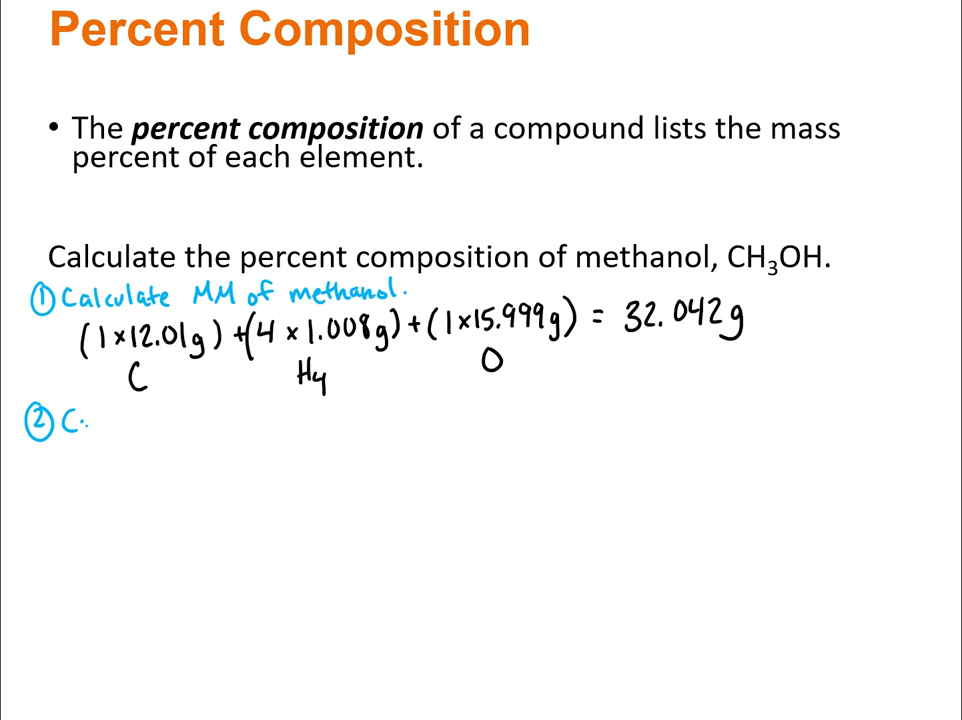 Percent Composition
• The percent composition of a compound lists the mass
percent of each element.
Calculate the percent composition of methanol, CH₃OH.
① Calculate MM of methanol.
(1×12.01g) + (4 × 1.008g) + (1×15.999g) = 32.042g
C H₄ O
② C